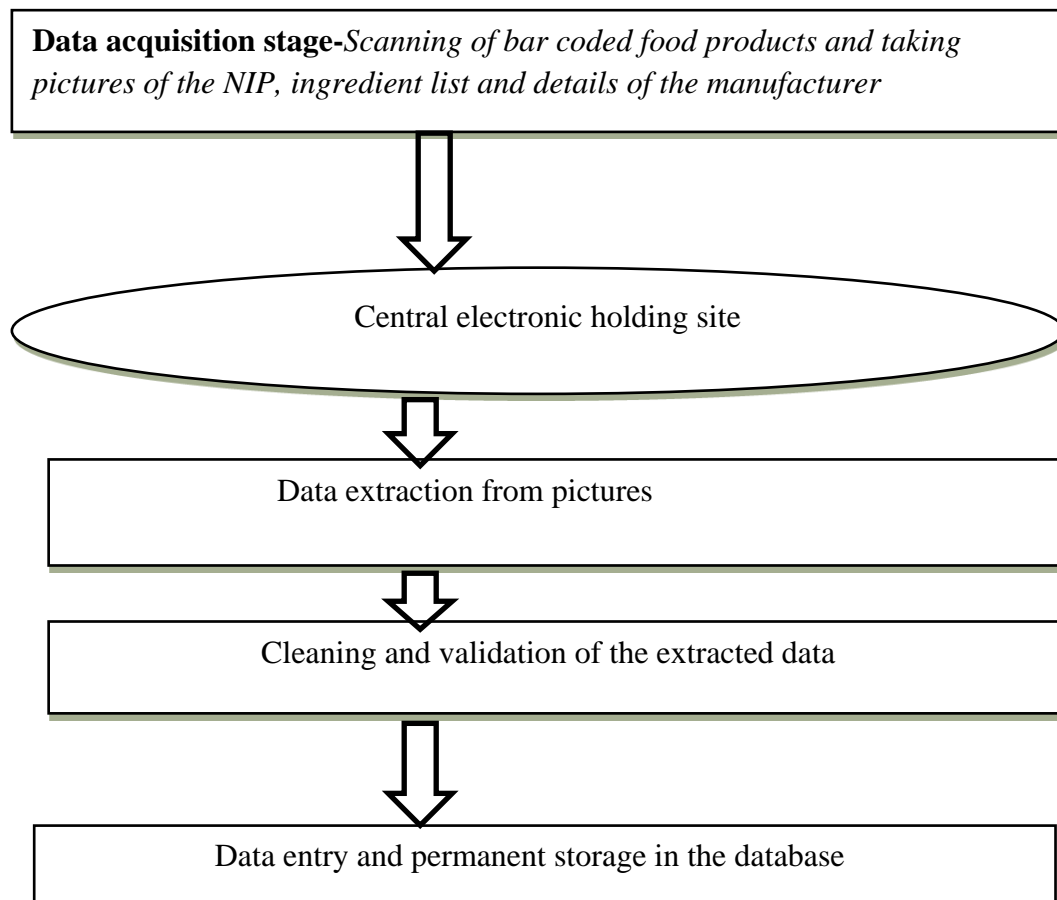 Data acquisition stage-Scanning of bar coded food products and taking
pictures of the NIP, ingredient list and details of the manufacturer
Central electronic holding site
Data extraction from pictures
Cleaning and validation of the extracted data
Data entry and permanent storage in the database